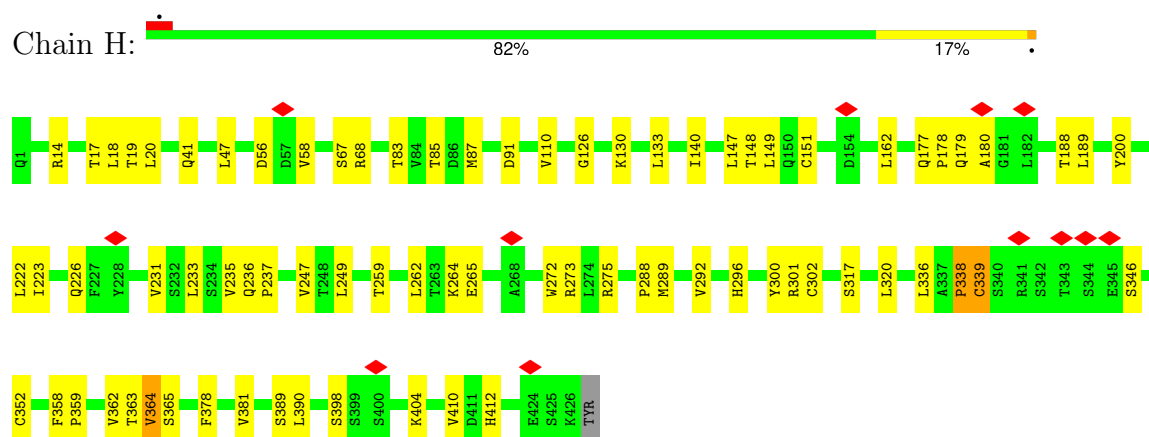 Chain H:
82% 17%
Q1 R14 T17 L18 T19 L20 Q41 L47 D56 D57 V58 S67 R68 T83 V84 T85 D86 M87 D91 V110 G126 K130 L133 I140 L147 T148 L149 Q150 C151 D154 L162 Q177 P178 Q179 A180 G181 L182 T188 L189 Y200
L222 I223 Q226 F227 Y228 V231 S232 L233 S234 V235 Q236 P237 V247 T248 L249 T259 L262 T263 K264 E265 A268 W272 R273 L274 R275 P288 M289 V292 H296 Y300 R301 C302 S317 L320 L336 A337 P338 C339 S340 R341 S342 T343 S344 E345 S346
C352 F358 P359 V362 T363 V364 S365 F378 V381 S389 L390 S398 S399 S400 K404 V410 D411 H412 E424 S425 K426 TYR